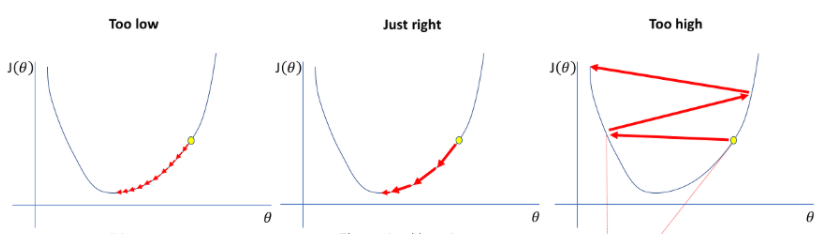 Too low
Just right
Too high
J(θ)
J(θ)
J(θ)
θ
θ
θ